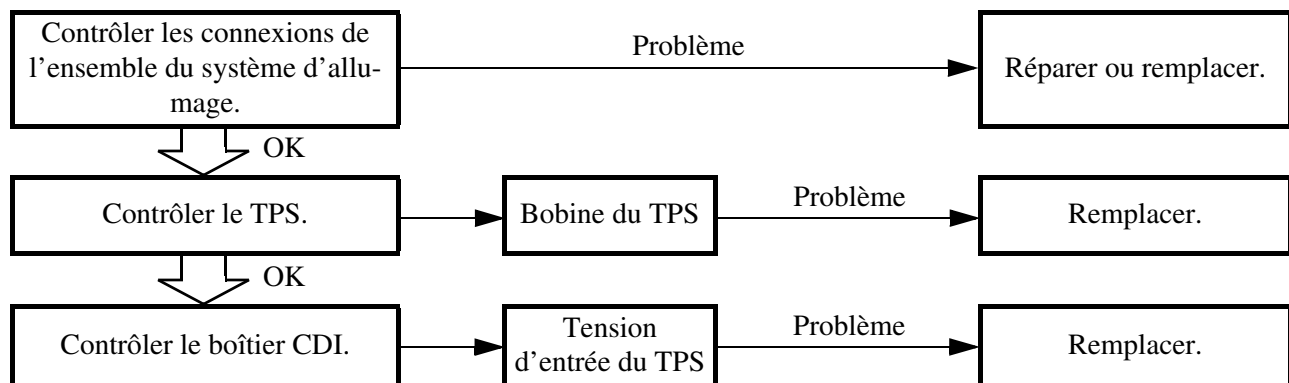 Contrôler les connexions de
l’ensemble du système d’allu-
mage.
Problème
Réparer ou remplacer.
OK
Contrôler le TPS.
Bobine du TPS
Problème
Remplacer.
OK
Contrôler le boîtier CDI.
Tension
d’entrée du TPS
Problème
Remplacer.